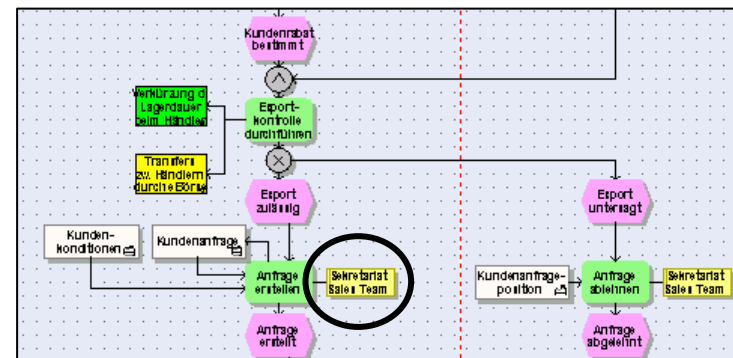 Kundenrabat
bestimmt
Verkürzung d
Lagerdauer
beim Händler
Export-
kontrolle
durchführen
Transfers
zw. Händlern
durche Börse
Export
zulässig
Export
untersagt
Kunden-
konditionen
Kundenanfrage
Anfrage
erstellen
Sekretariat
Sales Team
Kundenanfrage-
position
Anfrage
ablehnen
Sekretariat
Sales Team
Anfrage
erstellt
Anfrage
abgelehnt